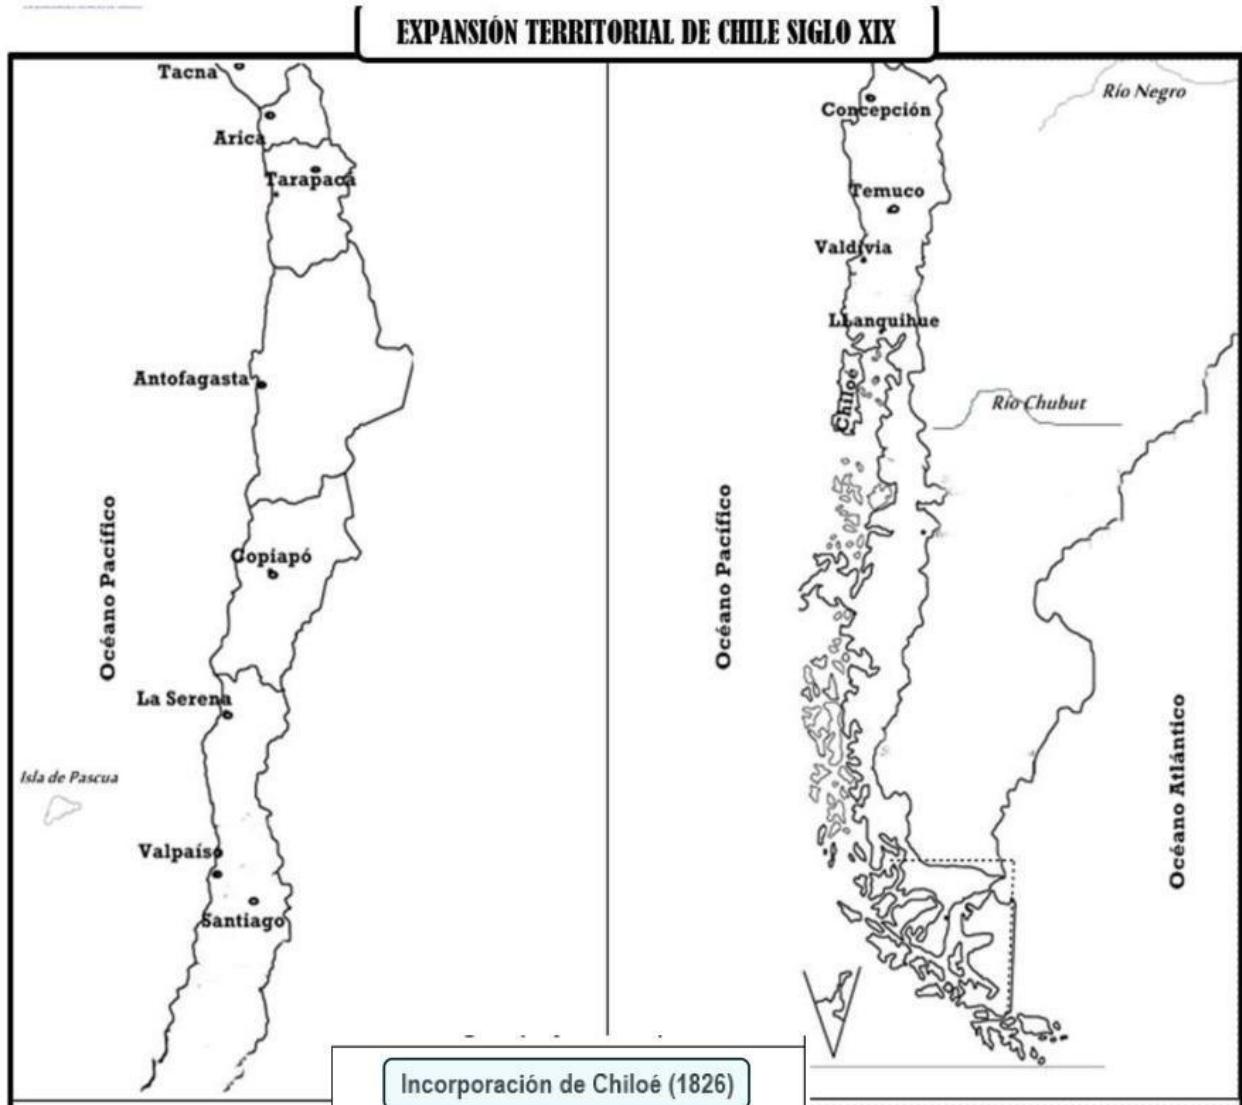 EXPANSIÓN TERRITORIAL DE CHILE SIGLO XIX
Tacna
Arica
Tarapacá
Antofagasta
Copiapó
La Serena
Valpaíso
Santiago
Isla de Pascua
Océano Pacífico
Concepción
Temuco
Valdivia
LLanquihue
Chiloé
Río Negro
Río Chubut
Océano Pacífico
Océano Atlántico
Incorporación de Chiloé (1826)